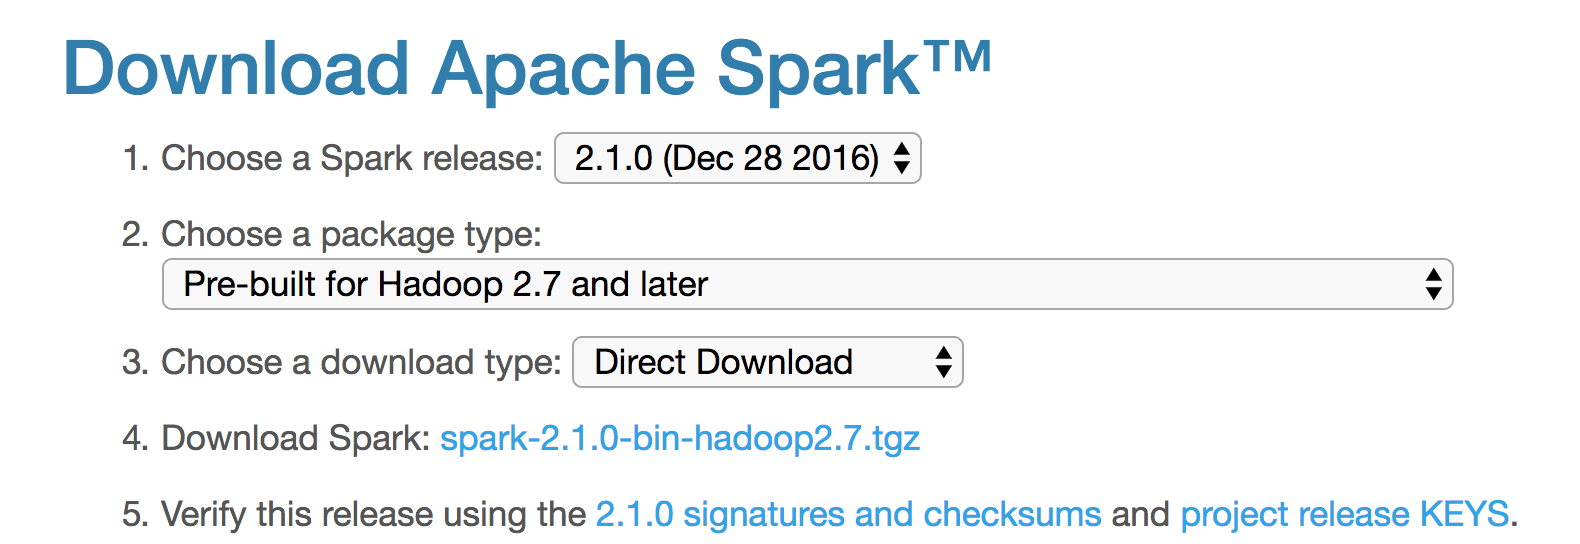 Download Apache Spark™
1. Choose a Spark release: 2.1.0 (Dec 28 2016)
2. Choose a package type:
Pre-built for Hadoop 2.7 and later
3. Choose a download type: Direct Download
4. Download Spark: spark-2.1.0-bin-hadoop2.7.tgz
5. Verify this release using the 2.1.0 signatures and checksums and project release KEYS.